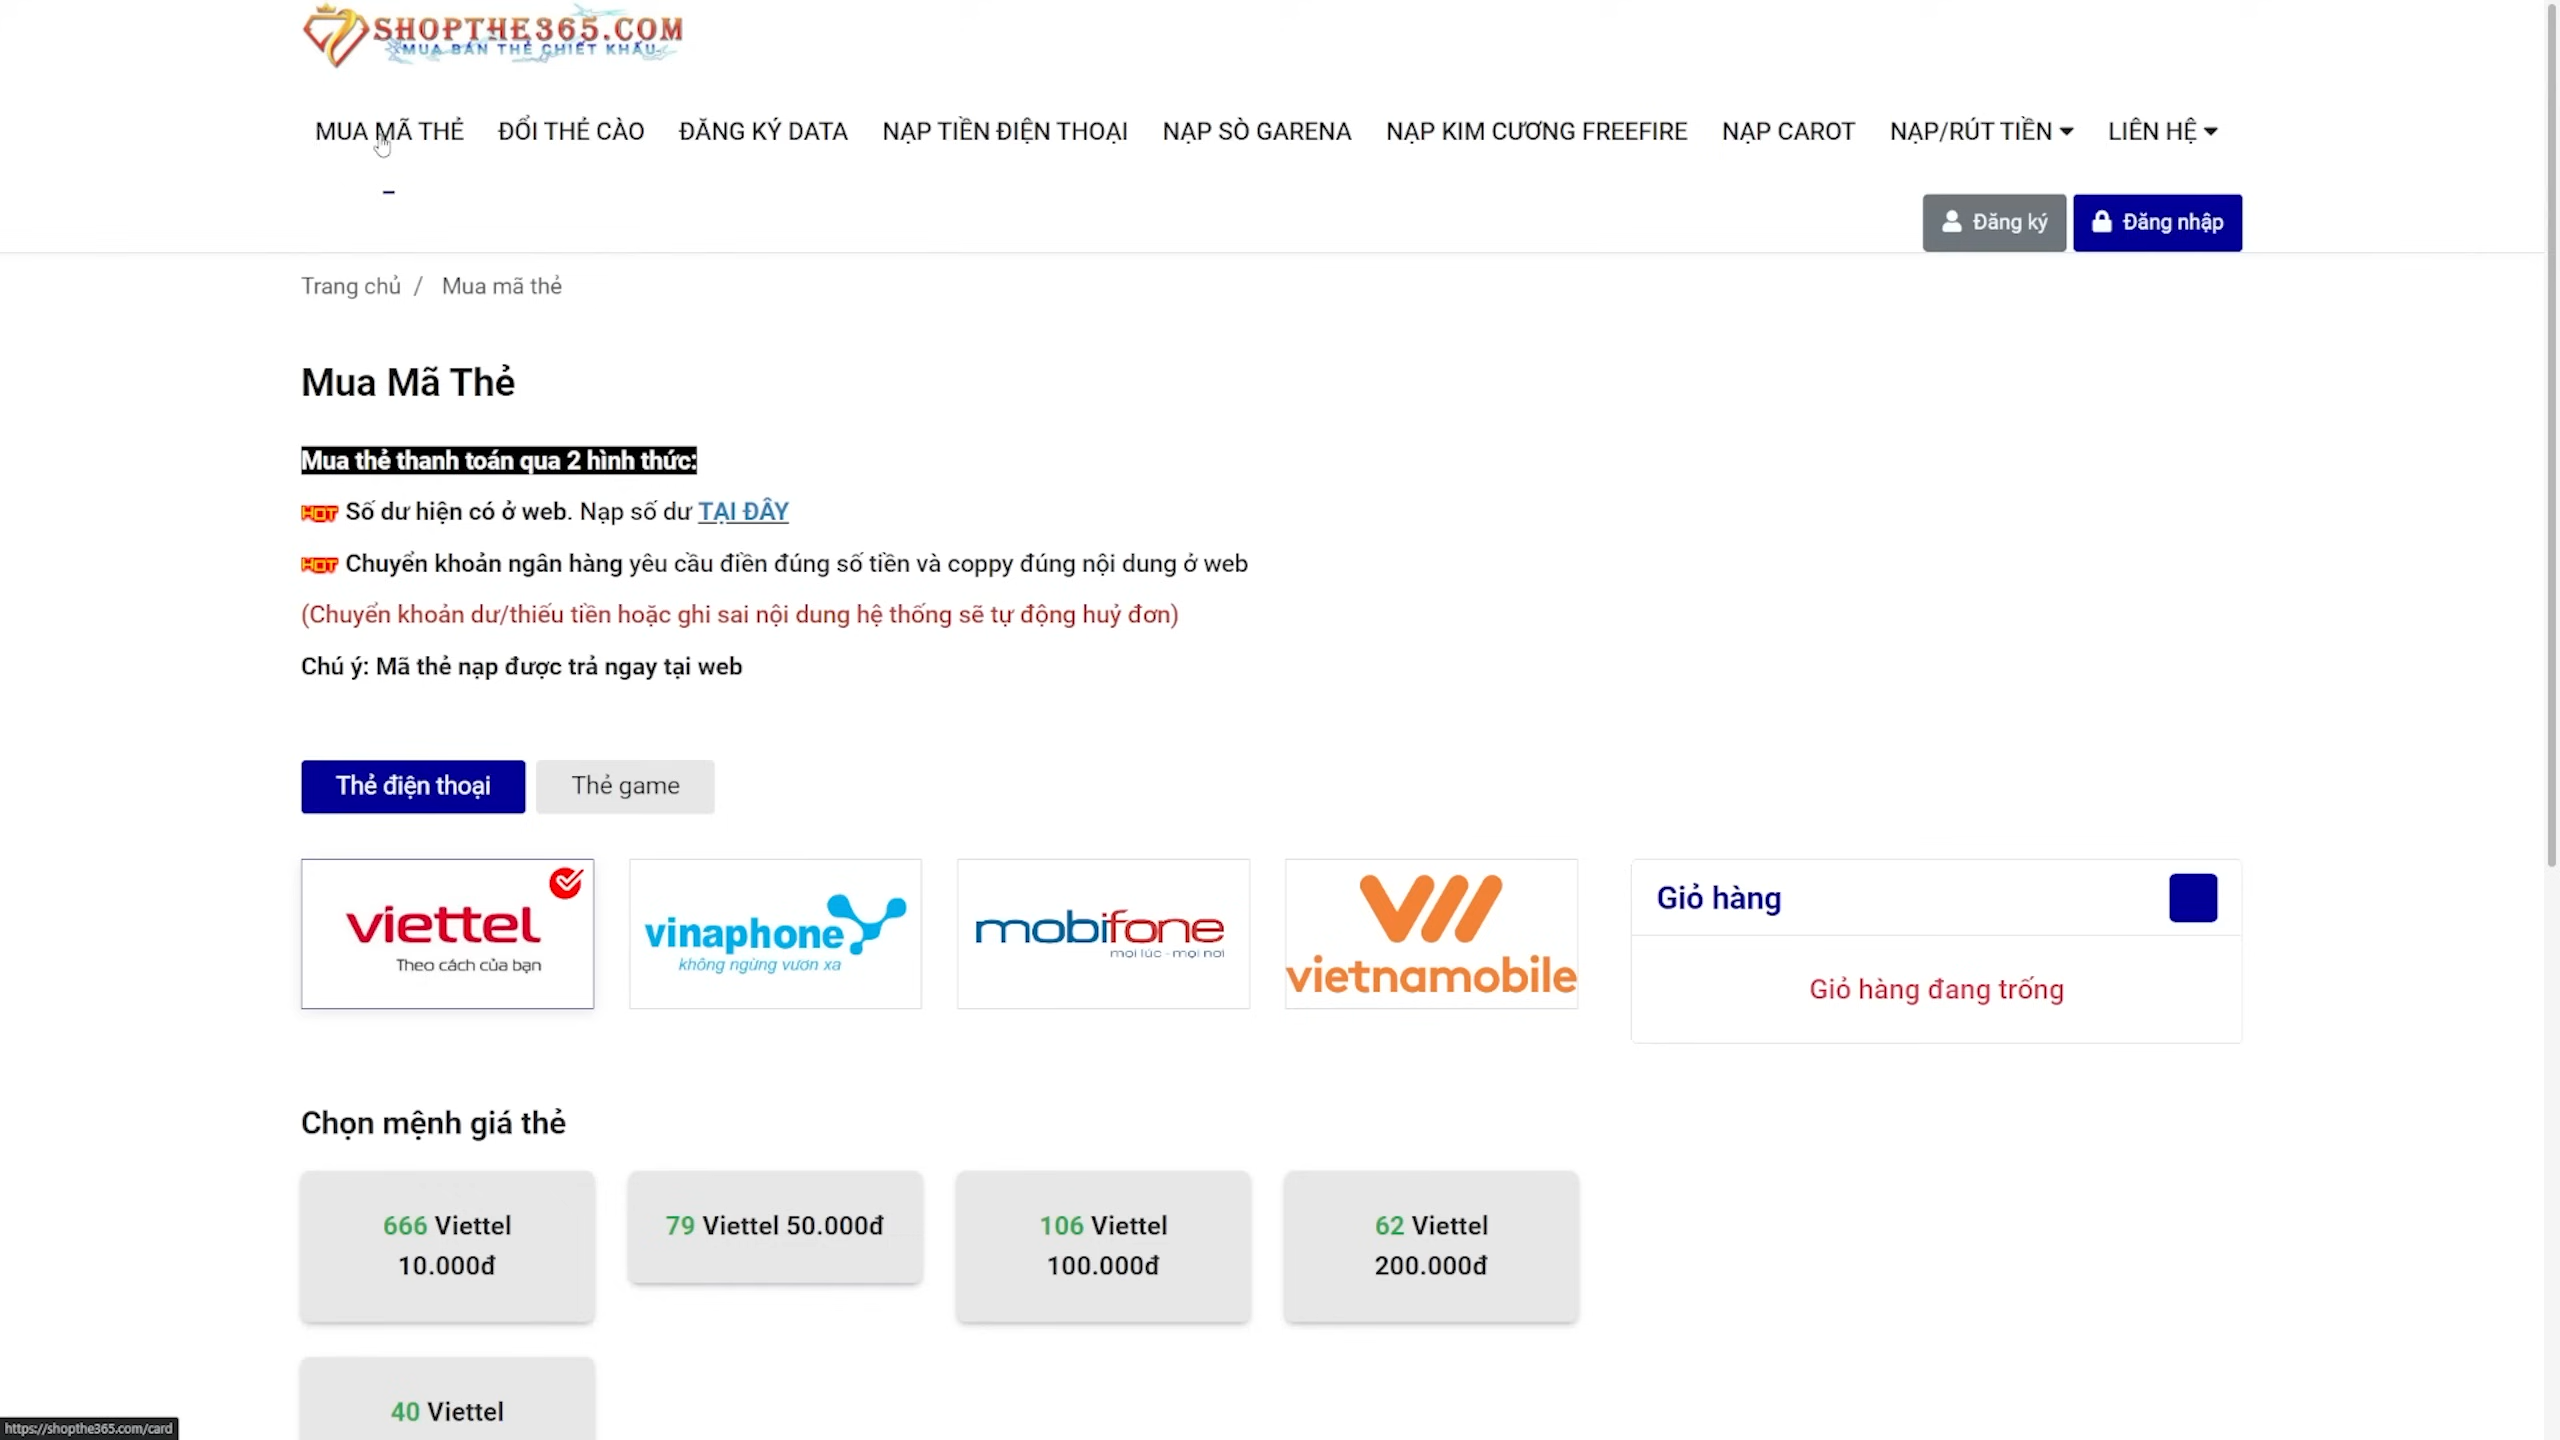 SHOPTHE365.COM
MUA BÁN THẺ CHIẾT KHẤU
MUA MÃ THẺ ĐỔI THẺ CÀO ĐĂNG KÝ DATA NẠP TIỀN ĐIỆN THOẠI NẠP SÒ GARENA NẠP KIM CƯƠNG FREEFIRE NẠP CAROT NẠP/RÚT TIỀN LIÊN HỆ
Đăng ký Đăng nhập
Trang chủ / Mua mã thẻ
Mua Mã Thẻ
Mua thẻ thanh toán qua 2 hình thức:
HOT Số dư hiện có ở web. Nạp số dư TẠI ĐÂY
HOT Chuyển khoản ngân hàng yêu cầu điền đúng số tiền và coppy đúng nội dung ở web
(Chuyển khoản dư/thiếu tiền hoặc ghi sai nội dung hệ thống sẽ tự động huỷ đơn)
Chú ý: Mã thẻ nạp được trả ngay tại web
Thẻ điện thoại Thẻ game
viettel
Theo cách của bạn
vinaphone
không ngừng vươn xa
mobifone
mọi lúc - mọi nơi
vietnamobile
Giỏ hàng
Giỏ hàng đang trống
Chọn mệnh giá thẻ
666 Viettel
10.000đ
79 Viettel 50.000đ
106 Viettel
100.000đ
62 Viettel
200.000đ
40 Viettel
https://shopthe365.com/card